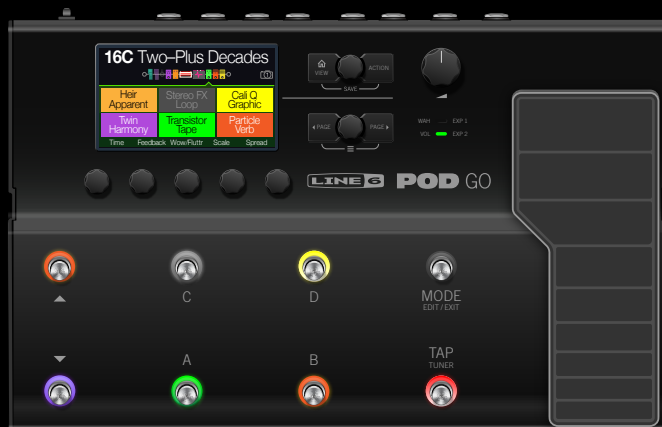 16C Two–Plus Decades
Heir Apparent
Stereo FX Loop
Cali Q Graphic
Twin Harmony
Transistor Tape
Particle Verb
Time Feedback Wow/Fluttr Scale Spread
VIEW
ACTION
SAVE
PAGE
PAGE
WAH EXP 1
VOL EXP 2
LINE 6 POD GO
C
D
MODE
EDIT / EXIT
A
B
TAP
TUNER